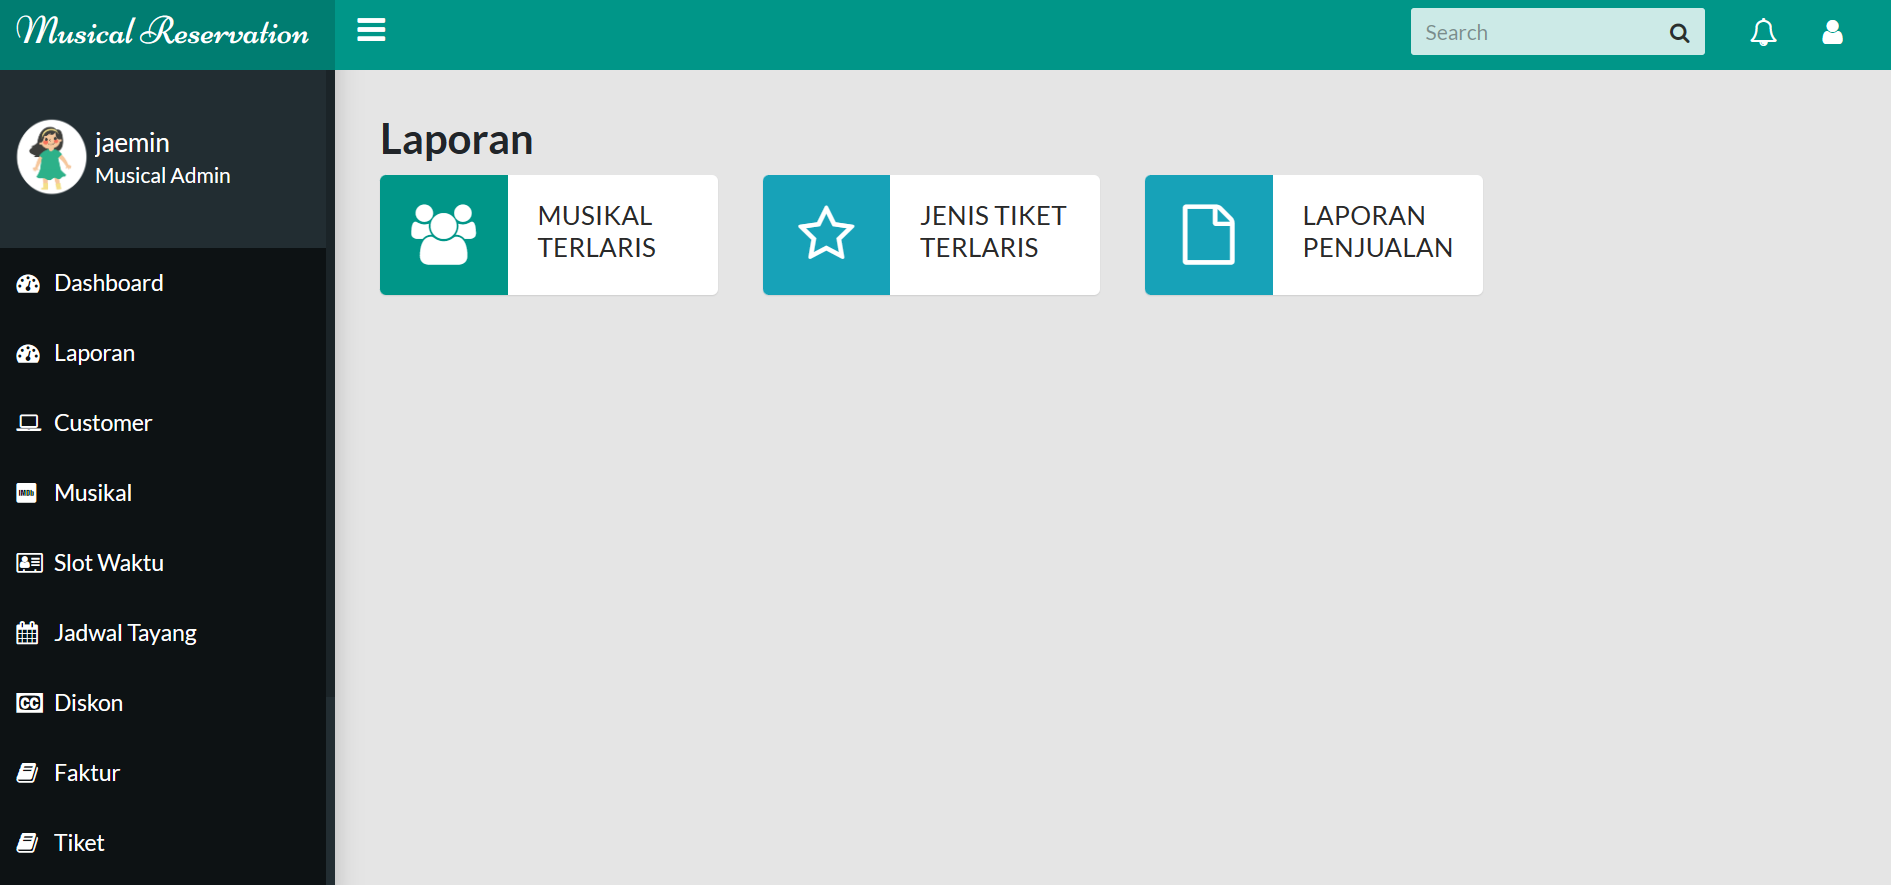 Musical Reservation
Search
jaemin
Musical Admin
Dashboard
Laporan
Customer
IMDb
Musikal
Slot Waktu
Jadwal Tayang
CC
Diskon
Faktur
Tiket
Laporan
MUSIKAL
TERLARIS
JENIS TIKET
TERLARIS
LAPORAN
PENJUALAN